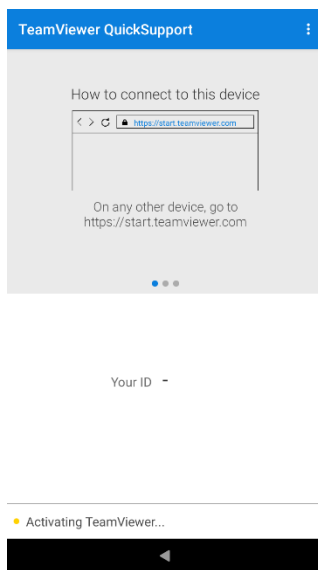 TeamViewer QuickSupport
How to connect to this device
https://start.teamviewer.com
On any other device, go to
https://start.teamviewer.com
Your ID -
Activating TeamViewer...